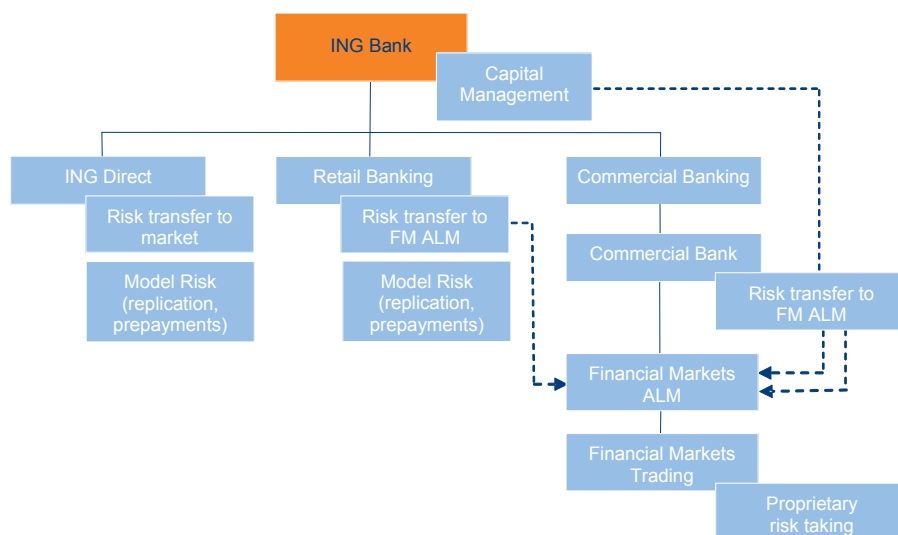 ING Bank
Capital
Management
ING Direct
Retail Banking
Commercial Banking
Risk transfer to
market
Risk transfer to
FM ALM
Commercial Bank
Model Risk
(replication,
prepayments)
Model Risk
(replication,
prepayments)
Risk transfer to
FM ALM
Financial Markets
ALM
Financial Markets
Trading
Proprietary
risk taking